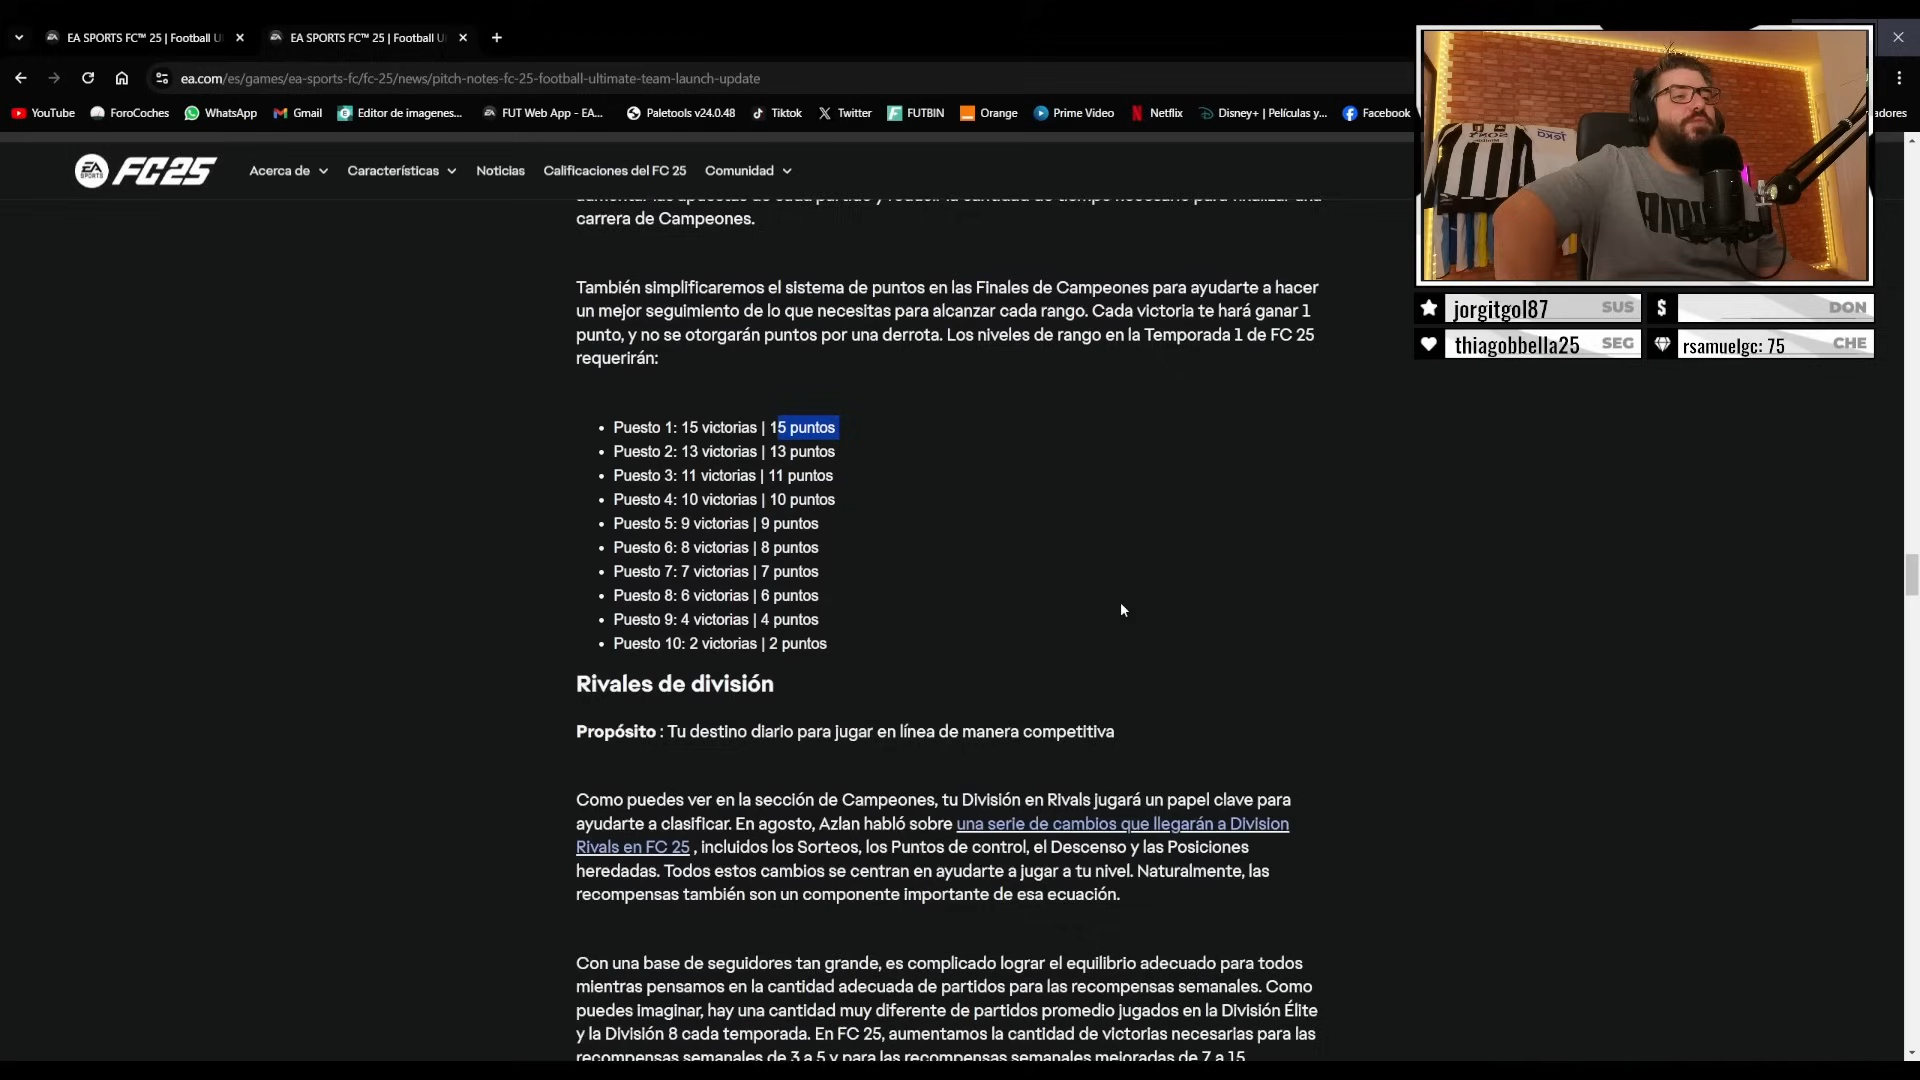 EA SPORTS FC™ 25 | Football U
EA SPORTS FC™ 25 | Football U
ea.com/es/games/ea-sports-fc/fc-25/news/pitch-notes-fc-25-football-ultimate-team-launch-update
YouTube
ForoCoches
WhatsApp
Gmail
Editor de imagenes...
FUT Web App - EA...
Paletools v24.0.48
Tiktok
Twitter
FUTBIN
Orange
Prime Video
Netflix
Disney+ | Películas y...
Facebook
adores
EA SPORTS FC25
Acerca de
Características
Noticias
Calificaciones del FC 25
Comunidad
carrera de Campeones.
También simplificaremos el sistema de puntos en las Finales de Campeones para ayudarte a hacer
un mejor seguimiento de lo que necesitas para alcanzar cada rango. Cada victoria te hará ganar 1
punto, y no se otorgarán puntos por una derrota. Los niveles de rango en la Temporada 1 de FC 25
requerirán:
• Puesto 1: 15 victorias | 15 puntos
• Puesto 2: 13 victorias | 13 puntos
• Puesto 3: 11 victorias | 11 puntos
• Puesto 4: 10 victorias | 10 puntos
• Puesto 5: 9 victorias | 9 puntos
• Puesto 6: 8 victorias | 8 puntos
• Puesto 7: 7 victorias | 7 puntos
• Puesto 8: 6 victorias | 6 puntos
• Puesto 9: 4 victorias | 4 puntos
• Puesto 10: 2 victorias | 2 puntos
Rivales de división
Propósito : Tu destino diario para jugar en línea de manera competitiva
Como puedes ver en la sección de Campeones, tu División en Rivals jugará un papel clave para
ayudarte a clasificar. En agosto, Azlan habló sobre una serie de cambios que llegarán a Division
Rivals en FC 25 , incluidos los Sorteos, los Puntos de control, el Descenso y las Posiciones
heredadas. Todos estos cambios se centran en ayudarte a jugar a tu nivel. Naturalmente, las
recompensas también son un componente importante de esa ecuación.
Con una base de seguidores tan grande, es complicado lograr el equilibrio adecuado para todos
mientras pensamos en la cantidad adecuada de partidos para las recompensas semanales. Como
puedes imaginar, hay una cantidad muy diferente de partidos promedio jugados en la División Élite
y la División 8 cada temporada. En FC 25, aumentamos la cantidad de victorias necesarias para las
recompensas semanales de 3 a 5 y para las recompensas semanales mejoradas de 7 a 15.
jorgitgol87 SUS
$ DON
thiagobbella25 SEG
rsamuelgc: 75 CHE